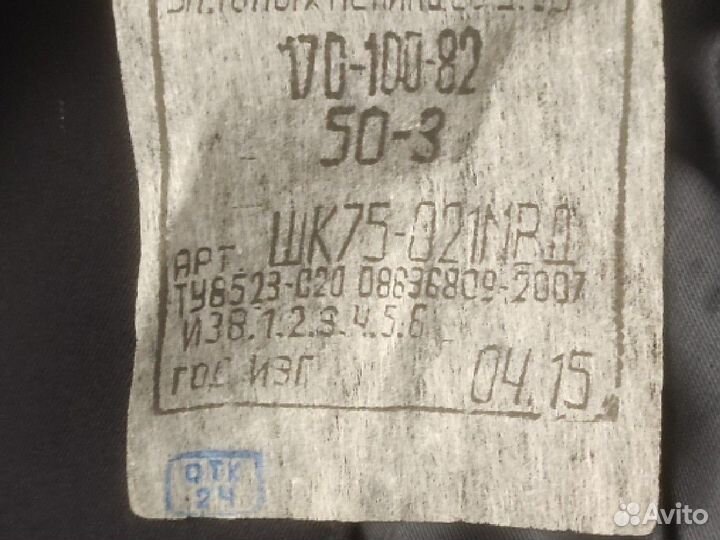 170-100-82
50-3
АРТ ШК75-021NRД
ТУ8523-020 08636809-2007
ИЗ8.1.2.3.4.5.6
ГОД ИЗГ 04.15
ОТК
24
Avito